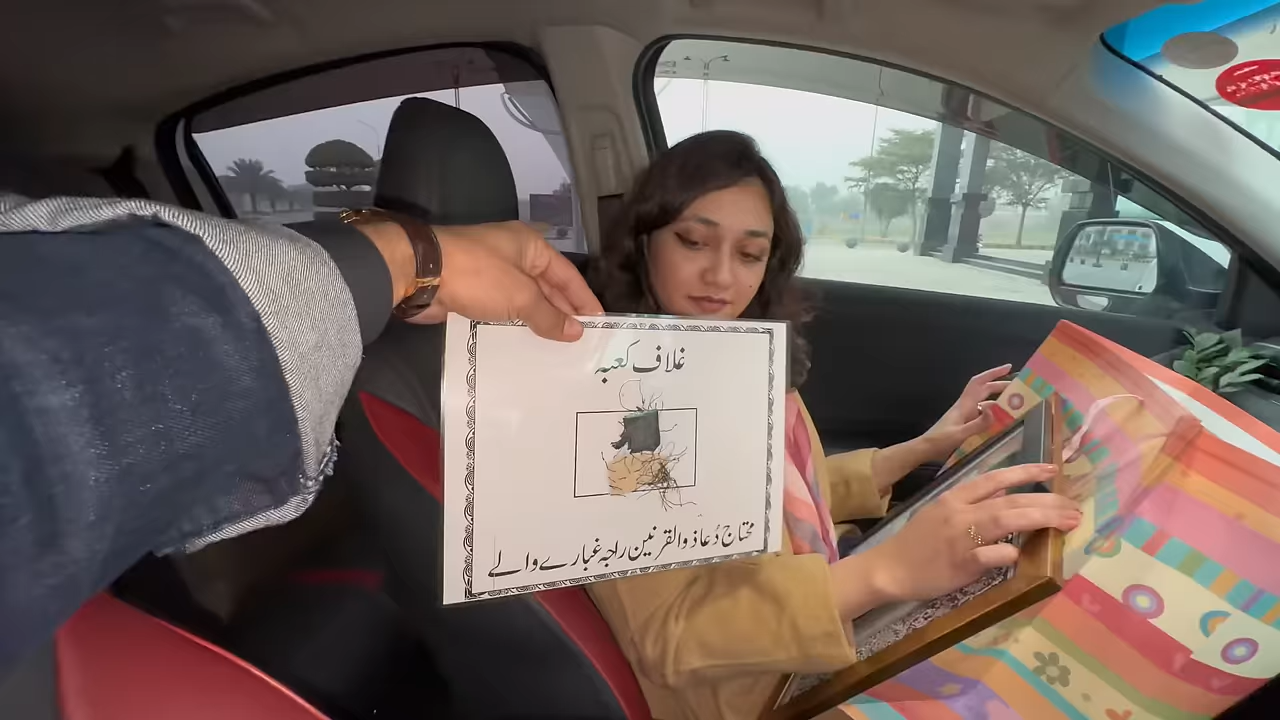 غلاف کعبہ
محتاج دُعا ذوالقرنین راجہ غبارے والے